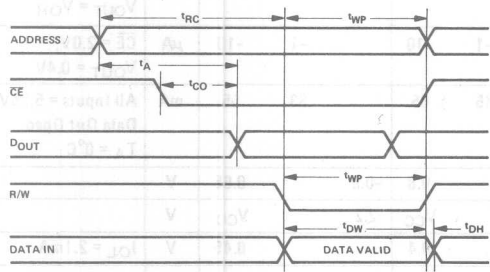 tRC
tWP
ADDRESS
tA
CE
tCO
DOUT
tWP
R/W
tDW
tDH
DATA IN
DATA VALID